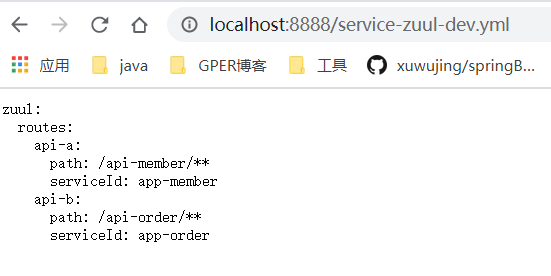 localhost:8888/service-zuul-dev.yml
应用 java GPER博客 工具 xuwujing/springB...
zuul:
  routes:
    api-a:
      path: /api-member/**
      serviceId: app-member
    api-b:
      path: /api-order/**
      serviceId: app-order